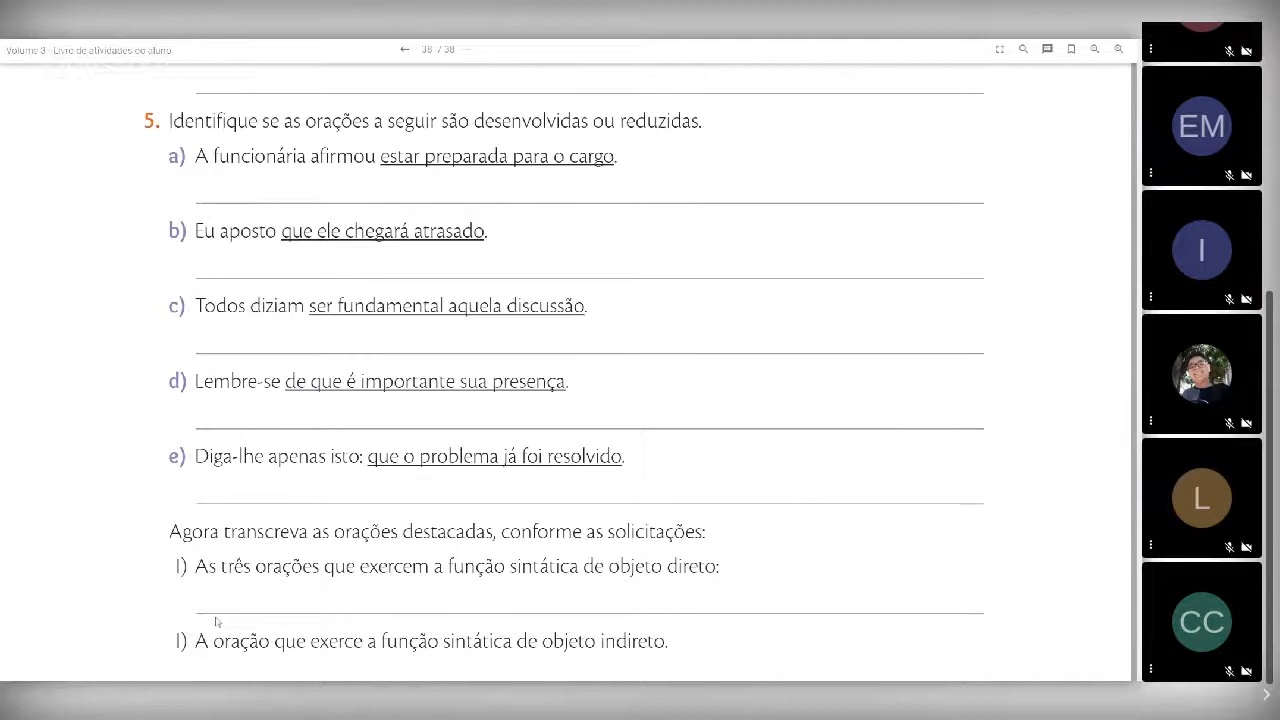 Volume 3 - Livro de atividades do aluno
38 / 38
5. Identifique se as orações a seguir são desenvolvidas ou reduzidas.
a) A funcionária afirmou estar preparada para o cargo.
b) Eu aposto que ele chegará atrasado.
c) Todos diziam ser fundamental aquela discussão.
d) Lembre-se de que é importante sua presença.
e) Diga-lhe apenas isto: que o problema já foi resolvido.
Agora transcreva as orações destacadas, conforme as solicitações:
I) As três orações que exercem a função sintática de objeto direto:
I) A oração que exerce a função sintática de objeto indireto.
EM
I
L
CC